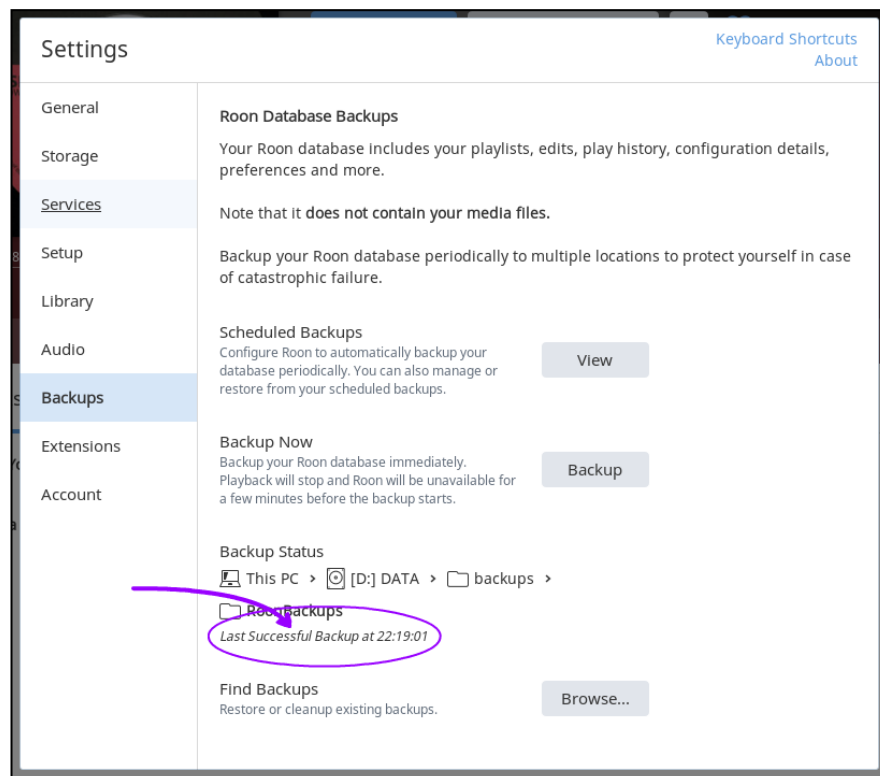 Settings
Keyboard Shortcuts
About
General
Storage
Services
Setup
Library
Audio
Backups
Extensions
Account
Roon Database Backups
Your Roon database includes your playlists, edits, play history, configuration details,
preferences and more.
Note that it does not contain your media files.
Backup your Roon database periodically to multiple locations to protect yourself in case
of catastrophic failure.
Scheduled Backups
Configure Roon to automatically backup your
database periodically. You can also manage or
restore from your scheduled backups.
View
Backup Now
Backup your Roon database immediately.
Playback will stop and Roon will be unavailable for
a few minutes before the backup starts.
Backup
Backup Status
This PC > [D:] DATA > backups >
RoonBackups
Last Successful Backup at 22:19:01
Find Backups
Restore or cleanup existing backups.
Browse...